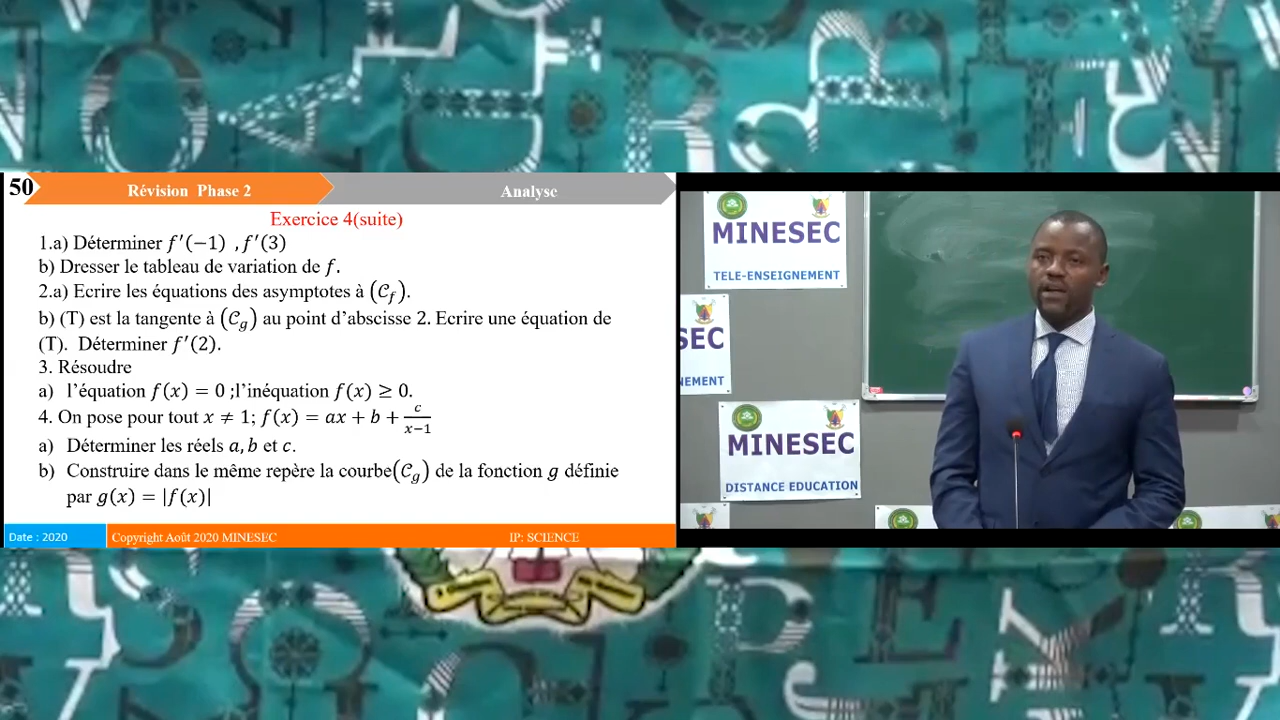 50
Révision Phase 2
Analyse
Exercice 4(suite)
1.a) Déterminer f′(−1) , f′(3)
b) Dresser le tableau de variation de f.
2.a) Ecrire les équations des asymptotes à (𝒞f).
b) (T) est la tangente à (𝒞g) au point d’abscisse 2. Ecrire une équation de
(T). Déterminer f′(2).
3. Résoudre
a) l’équation f(x) = 0 ;l’inéquation f(x) ≥ 0.
4. On pose pour tout x ≠ 1; f(x) = ax + b + c/(x−1)
a) Déterminer les réels a, b et c.
b) Construire dans le même repère la courbe(𝒞g) de la fonction g définie
par g(x) = |f(x)|
Date : 2020
Copyright Août 2020 MINESEC
IP: SCIENCE
MINESEC
TELE-ENSEIGNEMENT
SEC
NEMENT
MINESEC
DISTANCE EDUCATION